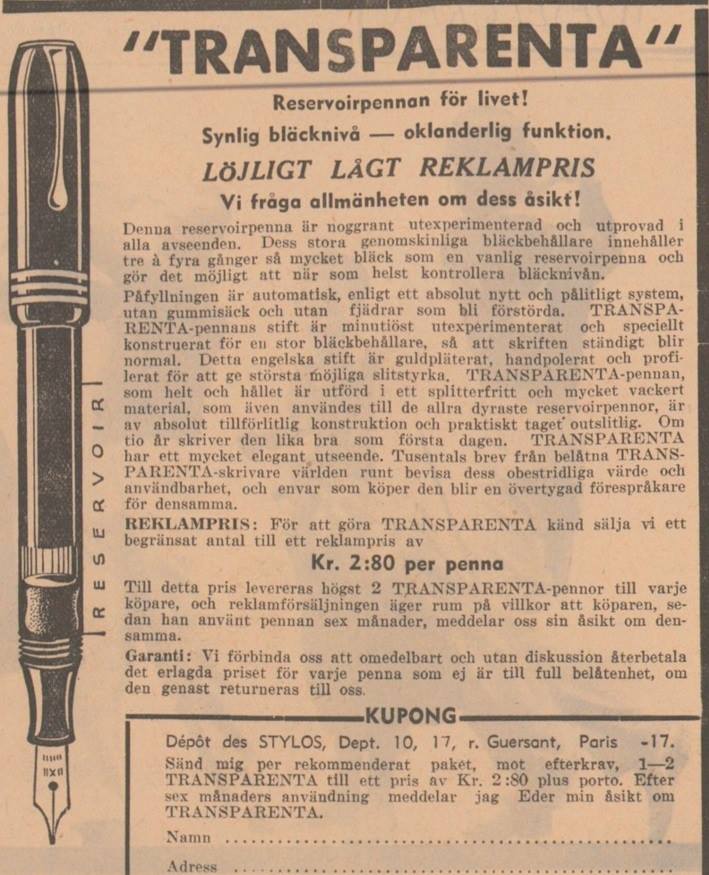 "TRANSPARENTA"
Reservoirpennan för livet!
Synlig bläcknivå — oklanderlig funktion.
LÖJLIGT LÅGT REKLAMPRIS
Vi fråga allmänheten om dess åsikt!
Denna reservoirpenna är noggrant utexperimenterad och utprovad i
alla avseenden. Dess stora genomskinliga bläckbehållare innehåller
tre à fyra gånger så mycket bläck som en vanlig reservoirpenna och
gör det möjligt att när som helst kontrollera bläcknivån.
Påfyllningen är automatisk, enligt ett absolut nytt och pålitligt system,
utan gummisäck och utan fjädrar som bli förstörda. TRANSPA-
RENTA-pennans stift är minutiöst utexperimenterat och speciellt
konstruerat för en stor bläckbehållare, så att skriften ständigt blir
normal. Detta engelska stift är guldpläterat, handpolerat och profi-
lerat för att ge största möjliga slitstyrka. TRANSPARENTA-pennan,
som helt och hållet är utförd i ett splitterfritt och mycket vackert
material, som även användes till de allra dyraste reservoirpennor, är
av absolut tillförlitlig konstruktion och praktiskt taget outslitlig. Om
tio år skriver den lika bra som första dagen. TRANSPARENTA
har ett mycket elegant utseende. Tusentals brev från belåtna TRANS-
PARENTA-skrivare världen runt bevisa dess obestridliga värde och
användbarhet, och envar som köper den blir en övertygad förespråkare
för densamma.
REKLAMPRIS: För att göra TRANSPARENTA känd sälja vi ett
begränsat antal till ett reklampris av
Kr. 2:80 per penna
Till detta pris levereras högst 2 TRANSPARENTA-pennor till varje
köpare, och reklamförsäljningen äger rum på villkor att köparen, se-
dan han använt pennan sex månader, meddelar oss sin åsikt om den-
samma.
Garanti: Vi förbinda oss att omedelbart och utan diskussion återbetala
det erlagda priset för varje penna som ej är till full belåtenhet, om
den genast returneras till oss.
RESERVOIR
KUPONG
Dépôt des STYLOS, Dept. 10, 17, r. Guersant, Paris -17.
Sänd mig per rekommenderat paket, mot efterkrav, 1—2
TRANSPARENTA till ett pris av Kr. 2:80 plus porto. Efter
sex månaders användning meddelar jag Eder min åsikt om
TRANSPARENTA.
Namn ........................................
Adress ........................................